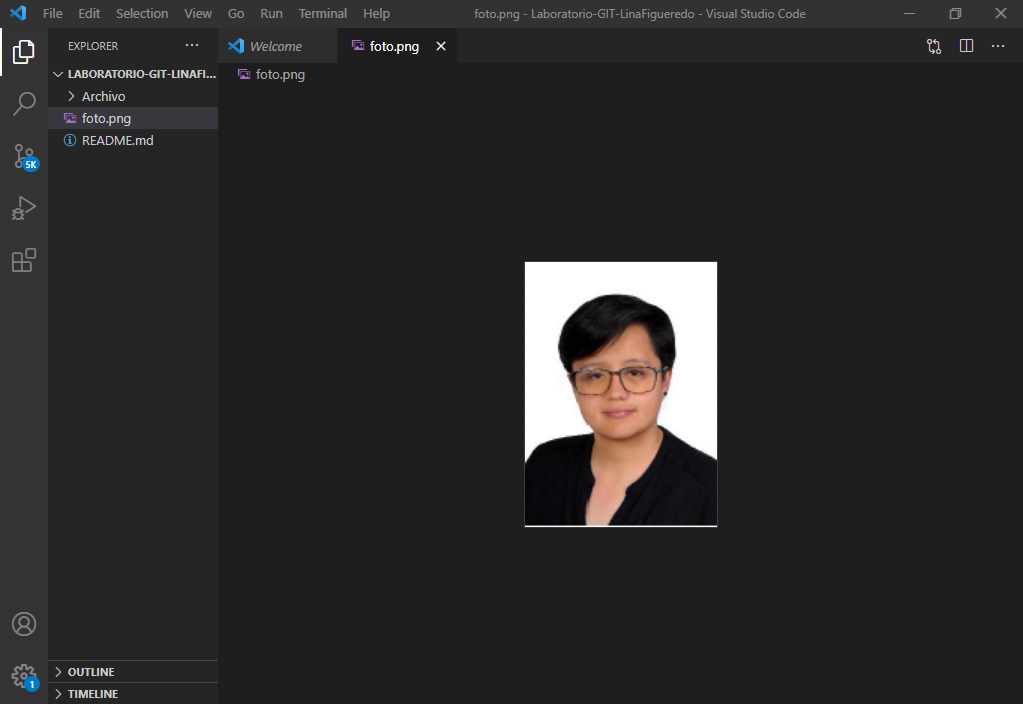 File Edit Selection View Go Run Terminal Help foto.png - Laboratorio-GIT-LinaFigueredo - Visual Studio Code
EXPLORER ··· Welcome foto.png
LABORATORIO-GIT-LINAFI... foto.png
Archivo
foto.png
README.md
5K
1
OUTLINE
TIMELINE